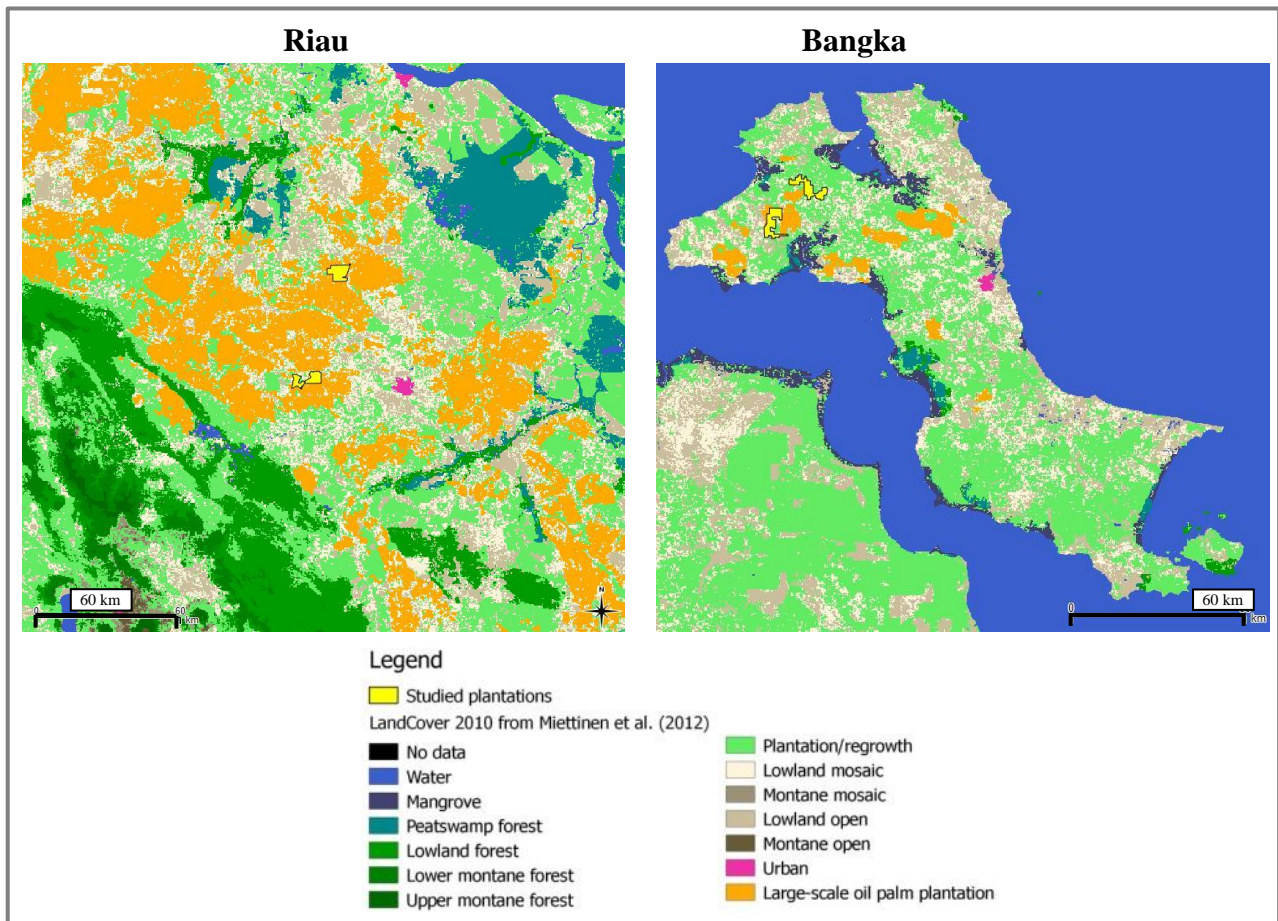 Riau
Bangka
0
60 km
60
km
N
0
60 km
km
Legend
Studied plantations
LandCover 2010 from Miettinen et al. (2012)
No data
Water
Mangrove
Peatswamp forest
Lowland forest
Lower montane forest
Upper montane forest
Plantation/regrowth
Lowland mosaic
Montane mosaic
Lowland open
Montane open
Urban
Large-scale oil palm plantation